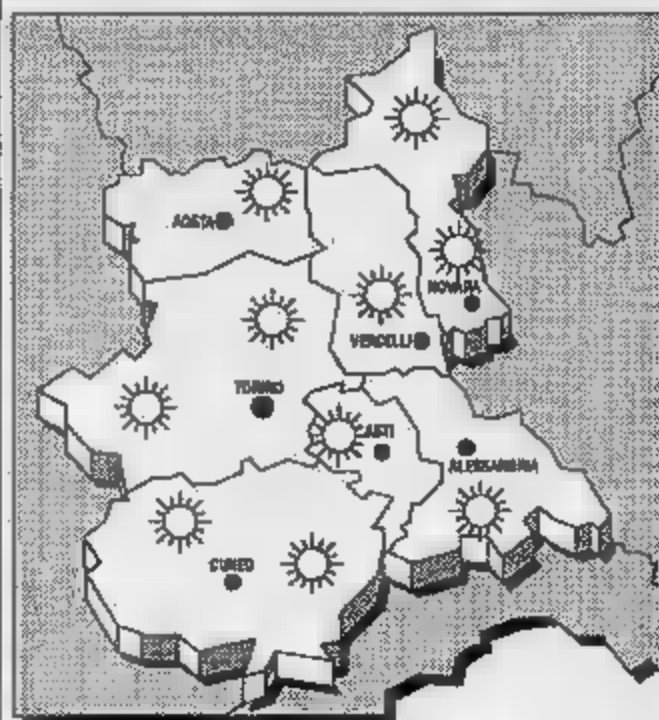 AOSTA
NOVARA
VERCELLI
TORINO
ASTI
ALESSANDRIA
CUNEO